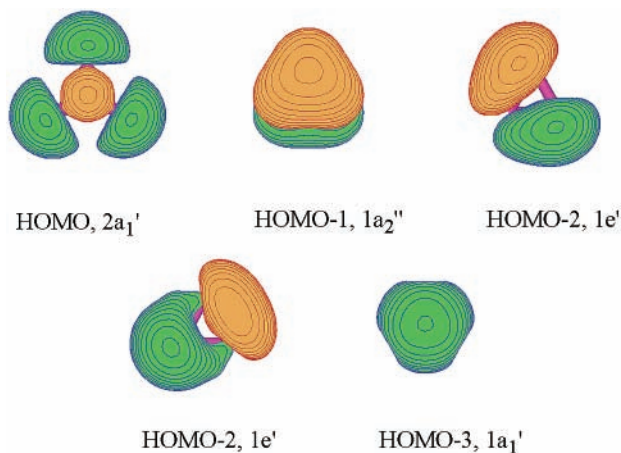 HOMO, 2a₁'
HOMO-1, 1a₂"
HOMO-2, 1e'
HOMO-2, 1e'
HOMO-3, 1a₁'